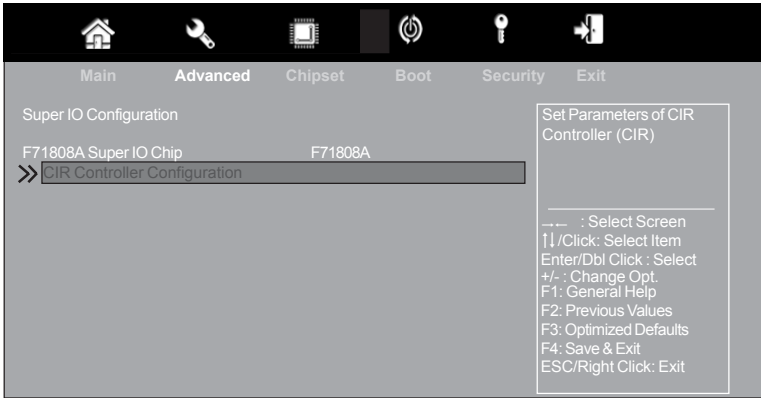 Main Advanced Chipset Boot Security Exit
Super IO Configuration
F71808A Super IO Chip F71808A
CIR Controller Configuration
Set Parameters of CIR
Controller (CIR)
→← : Select Screen
↑↓/Click: Select Item
Enter/Dbl Click : Select
+/- : Change Opt.
F1: General Help
F2: Previous Values
F3: Optimized Defaults
F4: Save & Exit
ESC/Right Click: Exit